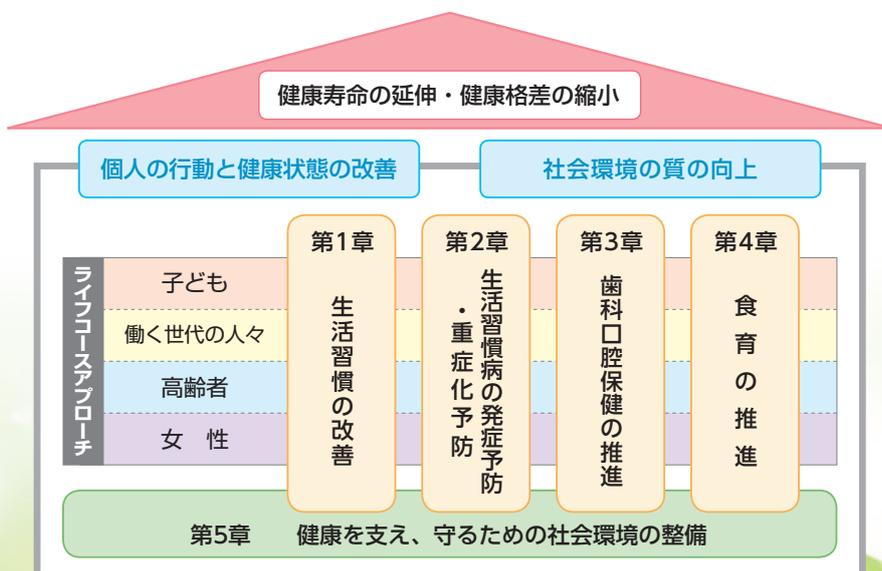 健康寿命の延伸・健康格差の縮小
個人の行動と健康状態の改善
社会環境の質の向上
ライフコースアプローチ
子ども
働く世代の人々
高齢者
女 性
第1章
生活習慣の改善
第2章
生活習慣病の発症予防
・重症化予防
第3章
歯科口腔保健の推進
第4章
食育の推進
第5章 健康を支え、守るための社会環境の整備